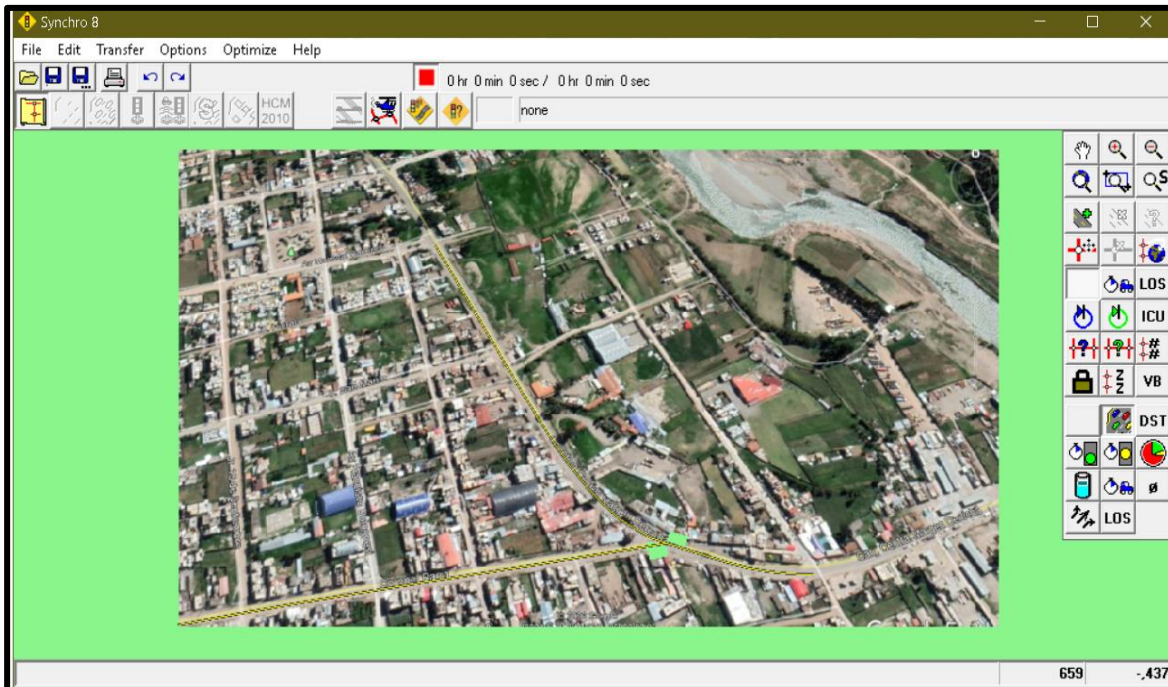 Synchro 8
File Edit Transfer Options Optimize Help
0 hr 0 min 0 sec / 0 hr 0 min 0 sec
HCM
2010
none
S
LOS
ICU
##
Z
Z
VB
DST
ø
LOS
659 -,437